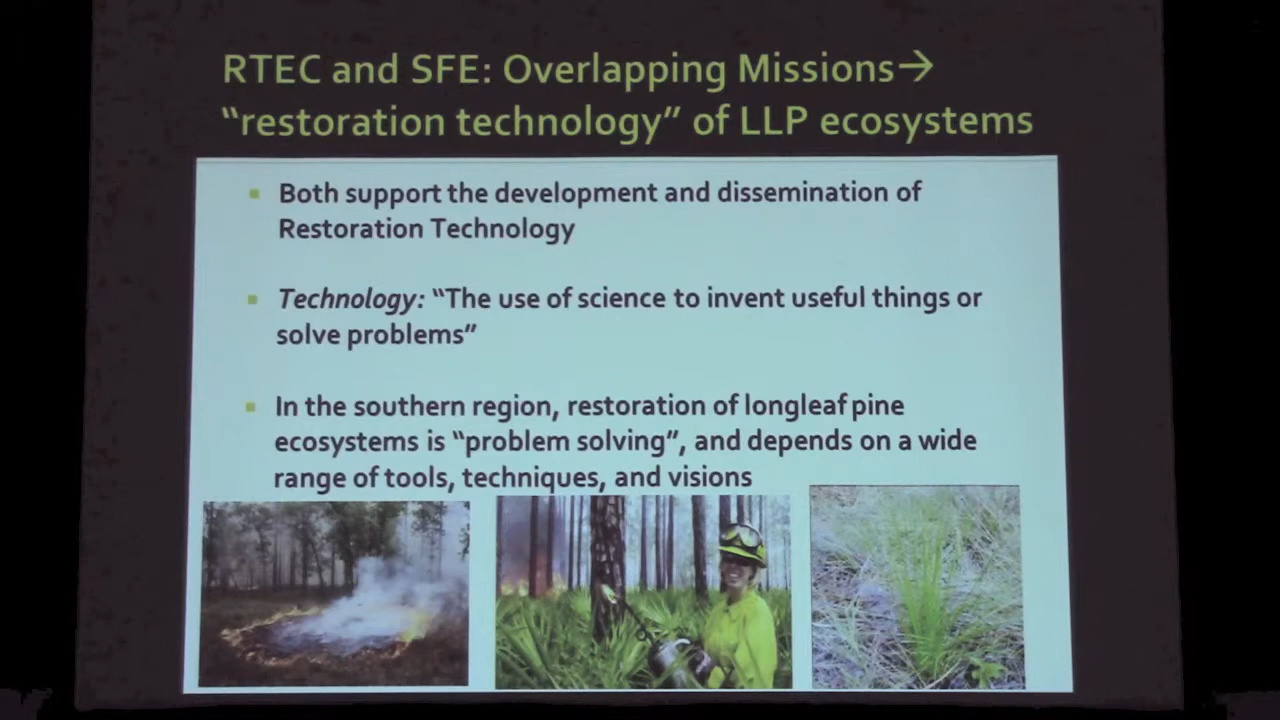 RTEC and SFE: Overlapping Missions→
“restoration technology” of LLP ecosystems
▪ Both support the development and dissemination of
Restoration Technology
▪ Technology: “The use of science to invent useful things or
solve problems”
▪ In the southern region, restoration of longleaf pine
ecosystems is “problem solving”, and depends on a wide
range of tools, techniques, and visions